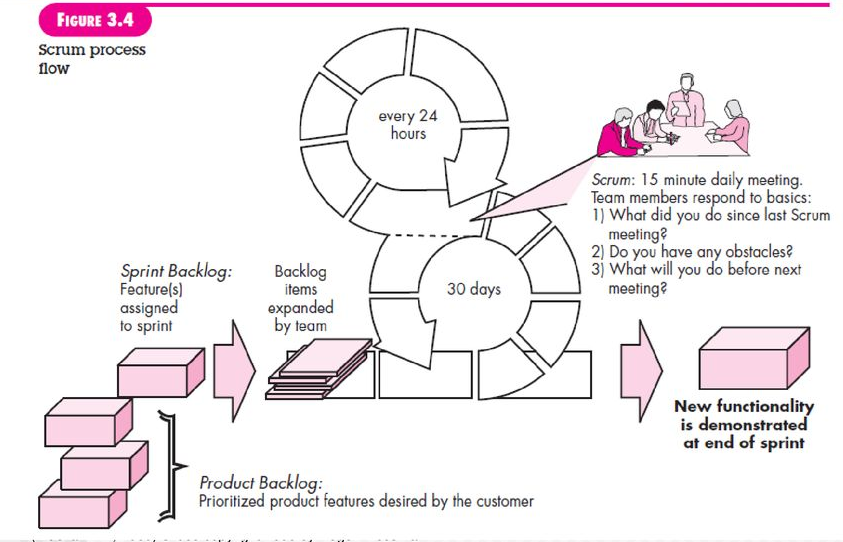 FIGURE 3.4
Scrum process
flow
every 24
hours
Scrum: 15 minute daily meeting.
Team members respond to basics:
1) What did you do since last Scrum
meeting?
2) Do you have any obstacles?
3) What will you do before next
meeting?
30 days
Sprint Backlog:
Feature(s)
assigned
to sprint
Backlog
items
expanded
by team
New functionality
is demonstrated
at end of sprint
Product Backlog:
Prioritized product features desired by the customer